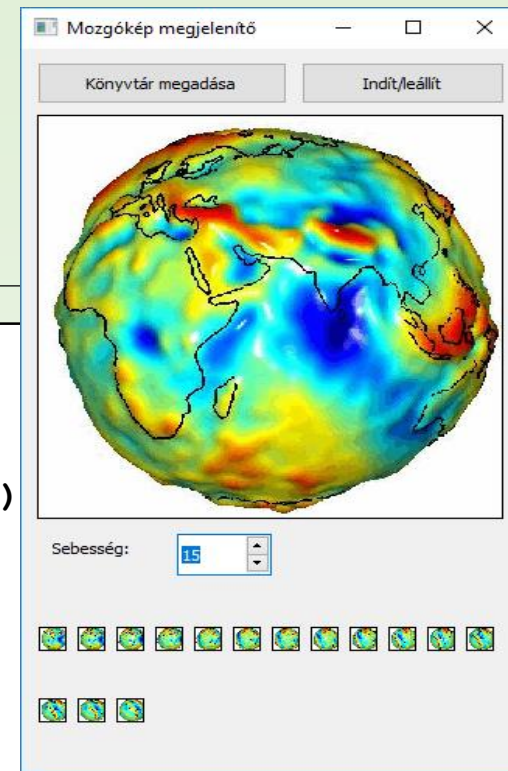 Mozgókép megjelenítő
Könyvtár megadása
Indít/leállít
)
Sebesség:
15